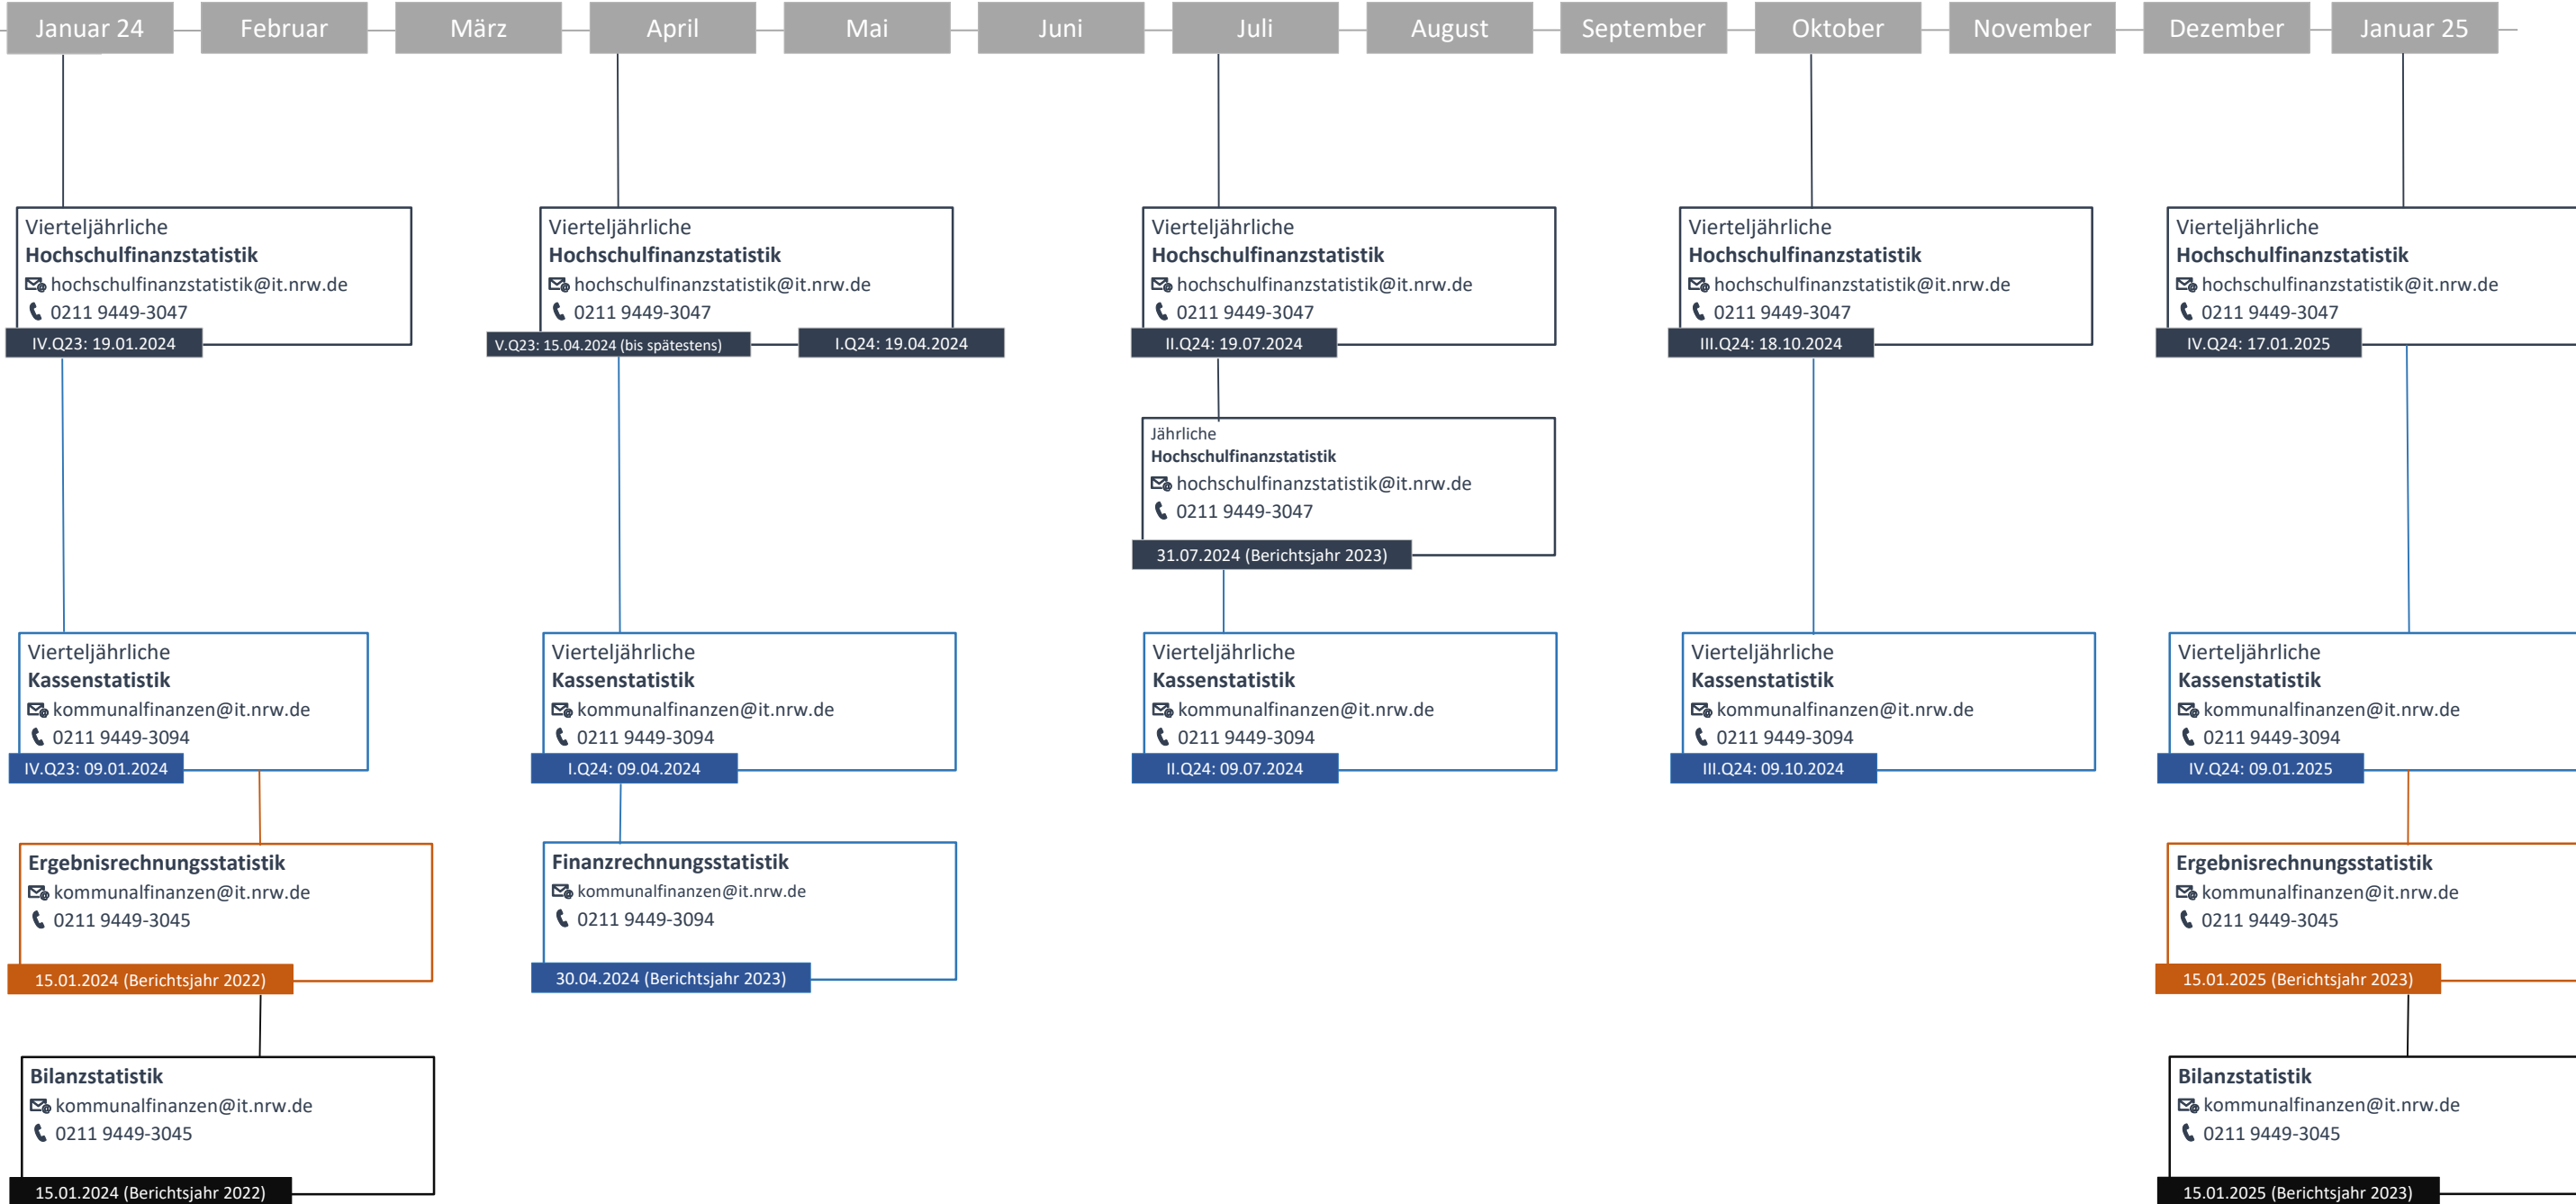 Januar 24
Februar
März
April
Mai
Juni
Juli
August
September
Oktober
November
Dezember
Januar 25
Vierteljährliche
Hochschulfinanzstatistik
hochschulfinanzstatistik@it.nrw.de
0211 9449-3047
IV.Q23: 19.01.2024
Vierteljährliche
Hochschulfinanzstatistik
hochschulfinanzstatistik@it.nrw.de
0211 9449-3047
V.Q23: 15.04.2024 (bis spätestens)
I.Q24: 19.04.2024
Vierteljährliche
Hochschulfinanzstatistik
hochschulfinanzstatistik@it.nrw.de
0211 9449-3047
II.Q24: 19.07.2024
Vierteljährliche
Hochschulfinanzstatistik
hochschulfinanzstatistik@it.nrw.de
0211 9449-3047
III.Q24: 18.10.2024
Vierteljährliche
Hochschulfinanzstatistik
hochschulfinanzstatistik@it.nrw.de
0211 9449-3047
IV.Q24: 17.01.2025
Jährliche
Hochschulfinanzstatistik
hochschulfinanzstatistik@it.nrw.de
0211 9449-3047
31.07.2024 (Berichtsjahr 2023)
Vierteljährliche
Kassenstatistik
kommunalfinanzen@it.nrw.de
0211 9449-3094
IV.Q23: 09.01.2024
Vierteljährliche
Kassenstatistik
kommunalfinanzen@it.nrw.de
0211 9449-3094
I.Q24: 09.04.2024
Vierteljährliche
Kassenstatistik
kommunalfinanzen@it.nrw.de
0211 9449-3094
II.Q24: 09.07.2024
Vierteljährliche
Kassenstatistik
kommunalfinanzen@it.nrw.de
0211 9449-3094
III.Q24: 09.10.2024
Vierteljährliche
Kassenstatistik
kommunalfinanzen@it.nrw.de
0211 9449-3094
IV.Q24: 09.01.2025
Ergebnisrechnungsstatistik
kommunalfinanzen@it.nrw.de
0211 9449-3045
15.01.2024 (Berichtsjahr 2022)
Finanzrechnungsstatistik
kommunalfinanzen@it.nrw.de
0211 9449-3094
30.04.2024 (Berichtsjahr 2023)
Ergebnisrechnungsstatistik
kommunalfinanzen@it.nrw.de
0211 9449-3045
15.01.2025 (Berichtsjahr 2023)
Bilanzstatistik
kommunalfinanzen@it.nrw.de
0211 9449-3045
15.01.2024 (Berichtsjahr 2022)
Bilanzstatistik
kommunalfinanzen@it.nrw.de
0211 9449-3045
15.01.2025 (Berichtsjahr 2023)